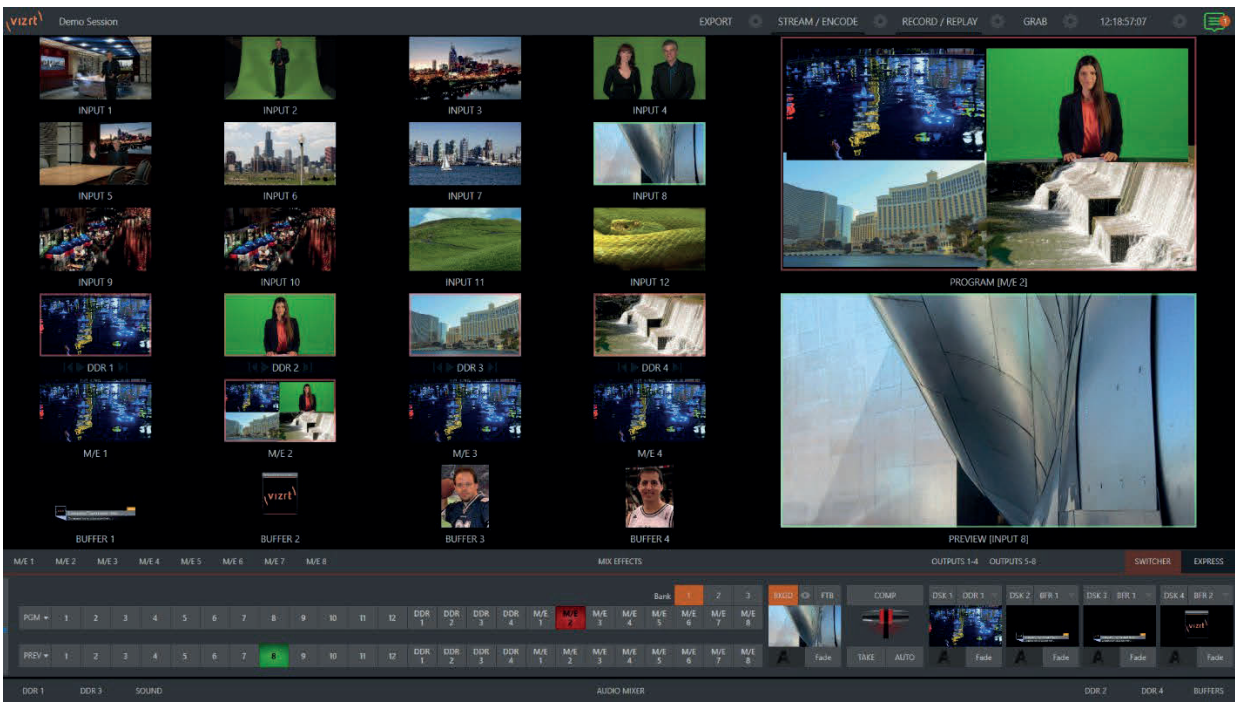 vizrt Demo Session EXPORT STREAM / ENCODE RECORD / REPLAY GRAB 12:18:57:07 1
INPUT 1 INPUT 2 INPUT 3 INPUT 4
INPUT 5 INPUT 6 INPUT 7 INPUT 8
INPUT 9 INPUT 10 INPUT 11 INPUT 12
PROGRAM [M/E 2]
DDR 1 DDR 2 DDR 3 DDR 4
M/E 1 M/E 2 M/E 3 M/E 4
vizrt
BUFFER 1 BUFFER 2 BUFFER 3 BUFFER 4
PREVIEW [INPUT 8]
M/E 1 M/E 2 M/E 3 M/E 4 M/E 5 M/E 6 M/E 7 M/E 8 MIX EFFECTS OUTPUTS 1-4 OUTPUTS 5-8 SWITCHER EXPRESS
Bank 1 2 3 BKGD FTB COMP DSK 1 DDR 1 DSK 2 BFR 1 DSK 3 BFR 1 DSK 4 BFR 2
PGM 1 2 3 4 5 6 7 8 9 10 11 12 DDR 1 DDR 2 DDR 3 DDR 4 M/E 1 M/E 2 M/E 3 M/E 4 M/E 5 M/E 6 M/E 7 M/E 8
vizrt
PREV 1 2 3 4 5 6 7 8 9 10 11 12 DDR 1 DDR 2 DDR 3 DDR 4 M/E 1 M/E 2 M/E 3 M/E 4 M/E 5 M/E 6 M/E 7 M/E 8 A Fade TAKE AUTO A Fade A Fade A Fade A Fade
DDR 1 DDR 3 SOUND AUDIO MIXER DDR 2 DDR 4 BUFFERS